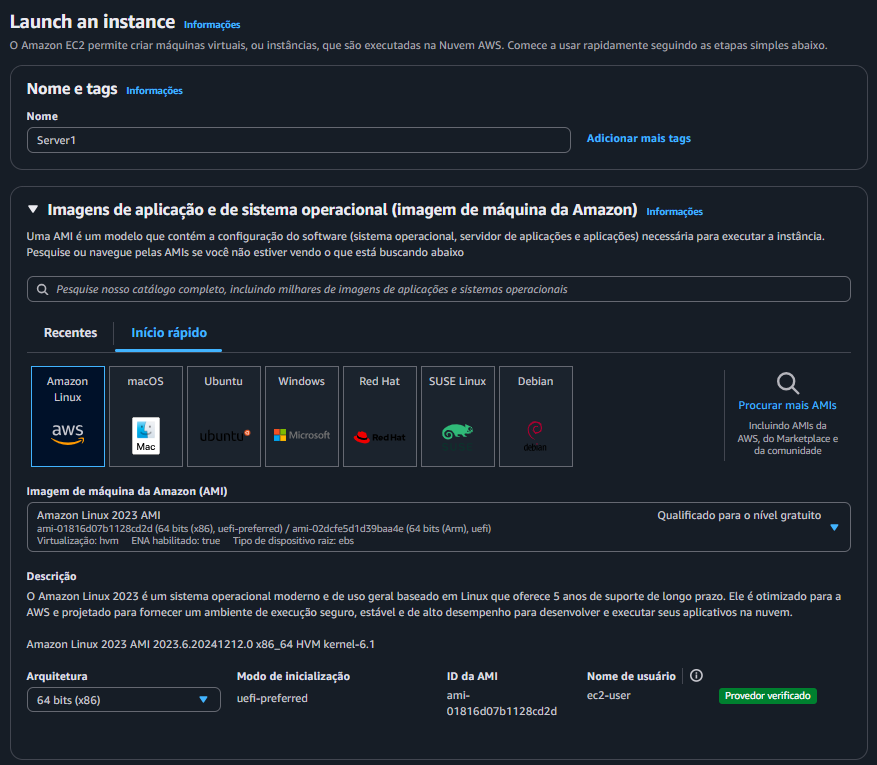 Launch an instance Informações
O Amazon EC2 permite criar máquinas virtuais, ou instâncias, que são executadas na Nuvem AWS. Comece a usar rapidamente seguindo as etapas simples abaixo.
Nome e tags Informações
Nome
Server1
Adicionar mais tags
Imagens de aplicação e de sistema operacional (imagem de máquina da Amazon) Informações
Uma AMI é um modelo que contém a configuração do software (sistema operacional, servidor de aplicações e aplicações) necessária para executar a instância.
Pesquise ou navegue pelas AMIs se você não estiver vendo o que está buscando abaixo
Pesquise nosso catálogo completo, incluindo milhares de imagens de aplicações e sistemas operacionais
Recentes
Início rápido
Amazon
Linux
aws
macOS
Mac
Ubuntu
ubuntu
Windows
Microsoft
Red Hat
Red Hat
SUSE Linux
Debian
debian
Procurar mais AMIs
Incluindo AMIs da
AWS, do Marketplace e
da comunidade
Imagem de máquina da Amazon (AMI)
Amazon Linux 2023 AMI
Qualificado para o nível gratuito
ami-01816d07b1128cd2d (64 bits (x86), uefi-preferred) / ami-02dcfe5d1d39baa4e (64 bits (Arm), uefi)
Virtualização: hvm ENA habilitado: true Tipo de dispositivo raiz: ebs
Descrição
O Amazon Linux 2023 é um sistema operacional moderno e de uso geral baseado em Linux que oferece 5 anos de suporte de longo prazo. Ele é otimizado para a
AWS e projetado para fornecer um ambiente de execução seguro, estável e de alto desempenho para desenvolver e executar seus aplicativos na nuvem.
Amazon Linux 2023 AMI 2023.6.20241212.0 x86_64 HVM kernel-6.1
Arquitetura
64 bits (x86)
Modo de inicialização
uefi-preferred
ID da AMI
ami-
01816d07b1128cd2d
Nome de usuário
ec2-user
Provedor verificado